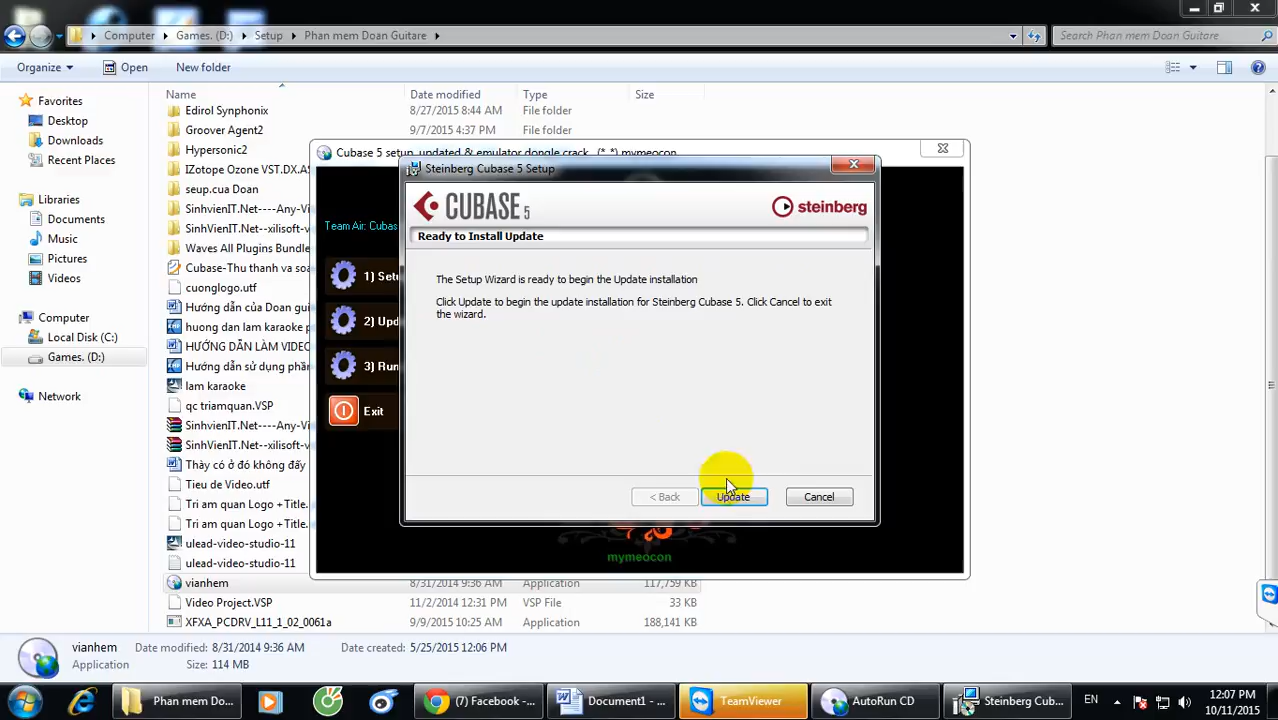 Computer ▸ Games. (D:) ▸ Setup ▸ Phan mem Doan Guitare ▸
Search Phan mem Doan Guitare
Organize ▾ Open New folder
Name Date modified Type Size
Favorites
Desktop
Downloads
Recent Places
Libraries
Documents
Music
Pictures
Videos
Computer
Local Disk (C:)
Games. (D:)
Network
Edirol Synphonix 8/27/2015 8:44 AM File folder
Groover Agent2 9/7/2015 4:37 PM File folder
Hypersonic2
IZotope Ozone VST.DX.AS
seup.cua Doan
SinhvienIT.Net----Any-Vi
SinhvienIT.Net--xilisoft-v
Waves All Plugins Bundle
Cubase-Thu thanh va soa
cuonglogo.utf
Hướng dẫn của Doan gui
huong dan lam karaoke p
HƯỚNG DẪN LÀM VIDEO
Hướng dẫn sử dụng phần
lam karaoke
qc triamquan.VSP
SinhvienIT.Net----Any-Vi
SinhVienIT.Net--xilisoft-v
Thày có ở đó không đấy
Tieu de Video.utf
Tri am quan Logo +Title.
Tri am quan Logo +Title.
ulead-video-studio-11
ulead-video-studio-11
vianhem 8/31/2014 9:36 AM Application 117,759 KB
Video Project.VSP 11/2/2014 12:31 PM VSP File 33 KB
XFXA_PCDRV_L11_1_02_0061a 9/9/2015 10:25 AM Application 188,141 KB
Cubase 5 setup, updated & emulator dongle crack (*_*) mymeocon
Team Air: Cubas
1) Setu
2) Upd
3) Run
Exit
mymeocon
Steinberg Cubase 5 Setup
CUBASE 5
steinberg
Ready to Install Update
The Setup Wizard is ready to begin the Update installation
Click Update to begin the update installation for Steinberg Cubase 5. Click Cancel to exit
the wizard.
< Back Update Cancel
vianhem Date modified: 8/31/2014 9:36 AM Date created: 5/25/2015 12:06 PM
Application Size: 114 MB
Phan mem Do...
(7) Facebook - ...
Document1 - ...
TeamViewer
AutoRun CD
Steinberg Cub...
EN
12:07 PM
10/11/2015